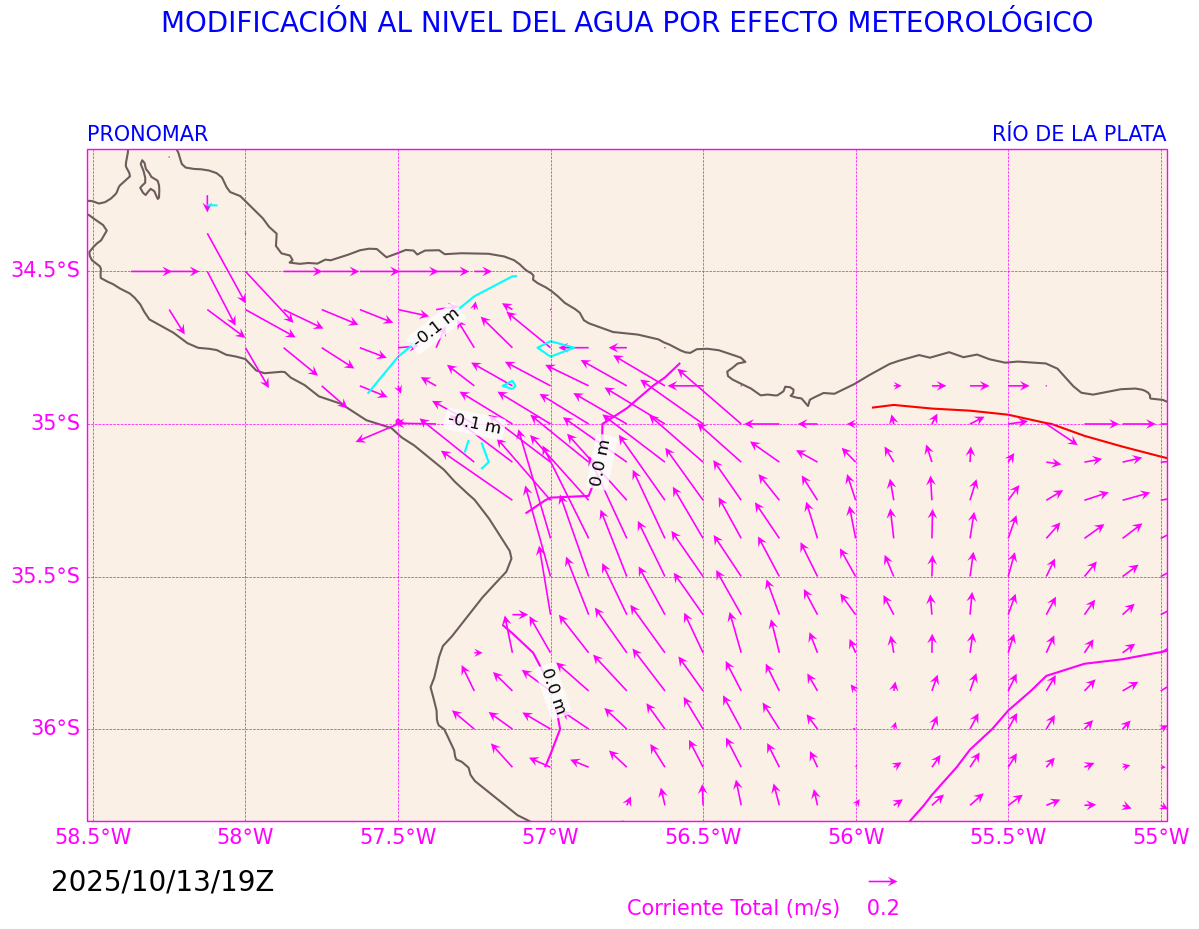 MODIFICACIÓN AL NIVEL DEL AGUA POR EFECTO METEOROLÓGICO
PRONOMAR
RÍO DE LA PLATA
34.5°S
-0.1 m
-0.1 m
35°S
0.0 m
35.5°S
0.0 m
36°S
58.5°W 58°W 57.5°W 57°W 56.5°W 56°W 55.5°W 55°W
2025/10/13/19Z
Corriente Total (m/s) 0.2